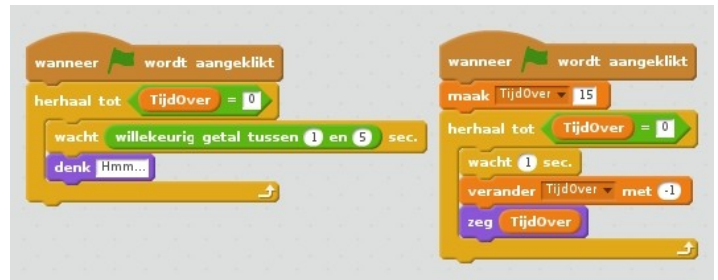 wanneer wordt aangeklikt
herhaal tot TijdOver = 0
wacht willekeurig getal tussen 1 en 5 sec.
denk Hmm...
wanneer wordt aangeklikt
maak TijdOver 15
herhaal tot TijdOver = 0
wacht 1 sec.
verander TijdOver met -1
zeg TijdOver